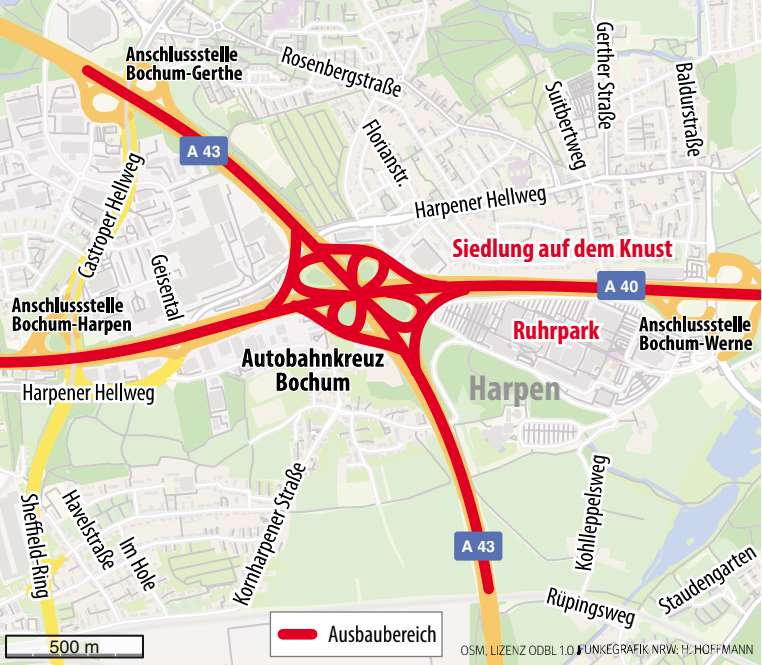 Anschlussstelle
Bochum-Gerthe
Rosenbergstraße
Gerther Straße
Baldurstraße
Suitbertweg
Florianstr.
A 43
Castroper Hellweg
Harpener Hellweg
Geisental
Siedlung auf dem Knust
A 40
Anschlussstelle
Bochum-Harpen
Ruhrpark
Anschlussstelle
Bochum-Werne
Autobahnkreuz
Bochum
Harpener Hellweg
Harpen
Sheffield-Ring
Havelstraße
Im Hole
Kornharpener Straße
Kohlleppelsweg
A 43
Staudengarten
Rüpingsweg
500 m
Ausbaubereich
OSM, LIZENZ ODBL 1.0 / FUNKEGRAFIK NRW: H. HOFFMANN